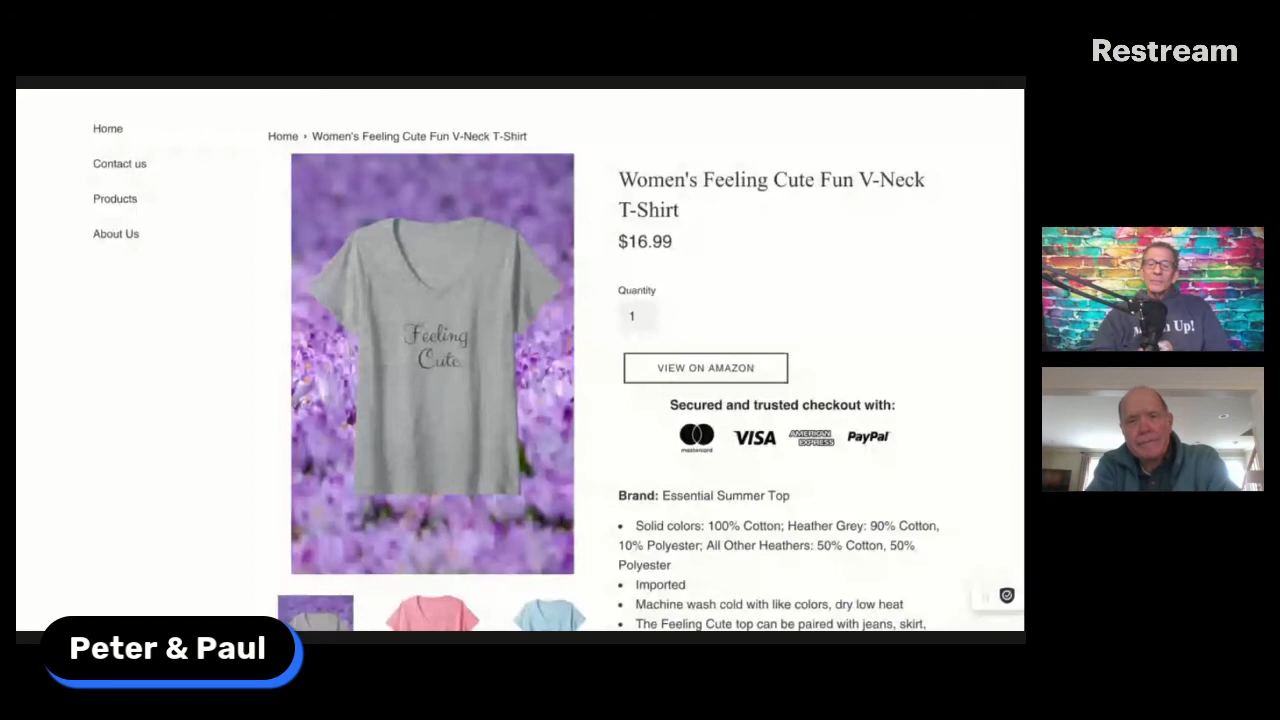 Restream
Home
Contact us
Products
About Us
Home › Women's Feeling Cute Fun V-Neck T-Shirt
Feeling
Cute
Women's Feeling Cute Fun V-Neck
T-Shirt
$16.99
Quantity
1
VIEW ON AMAZON
Secured and trusted checkout with:
mastercard
VISA
AMERICAN
EXPRESS
PayPal
Brand: Essential Summer Top
• Solid colors: 100% Cotton; Heather Grey: 90% Cotton,
10% Polyester; All Other Heathers: 50% Cotton, 50%
Polyester
• Imported
• Machine wash cold with like colors, dry low heat
• The Feeling Cute top can be paired with jeans, skirt,
Up!
Peter & Paul